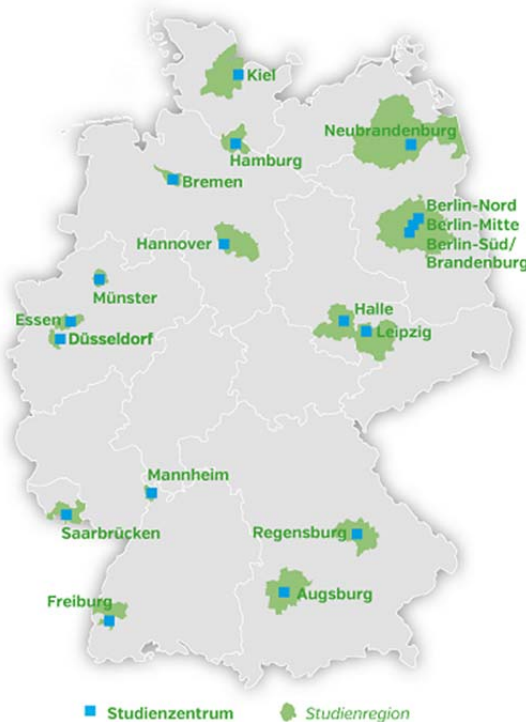 Kiel
Neubrandenburg
Hamburg
Bremen
Berlin-Nord
Berlin-Mitte
Berlin-Süd/
Brandenburg
Hannover
Münster
Halle
Essen
Leipzig
Düsseldorf
Mannheim
Saarbrücken
Regensburg
Augsburg
Freiburg
Studienzentrum
Studienregion